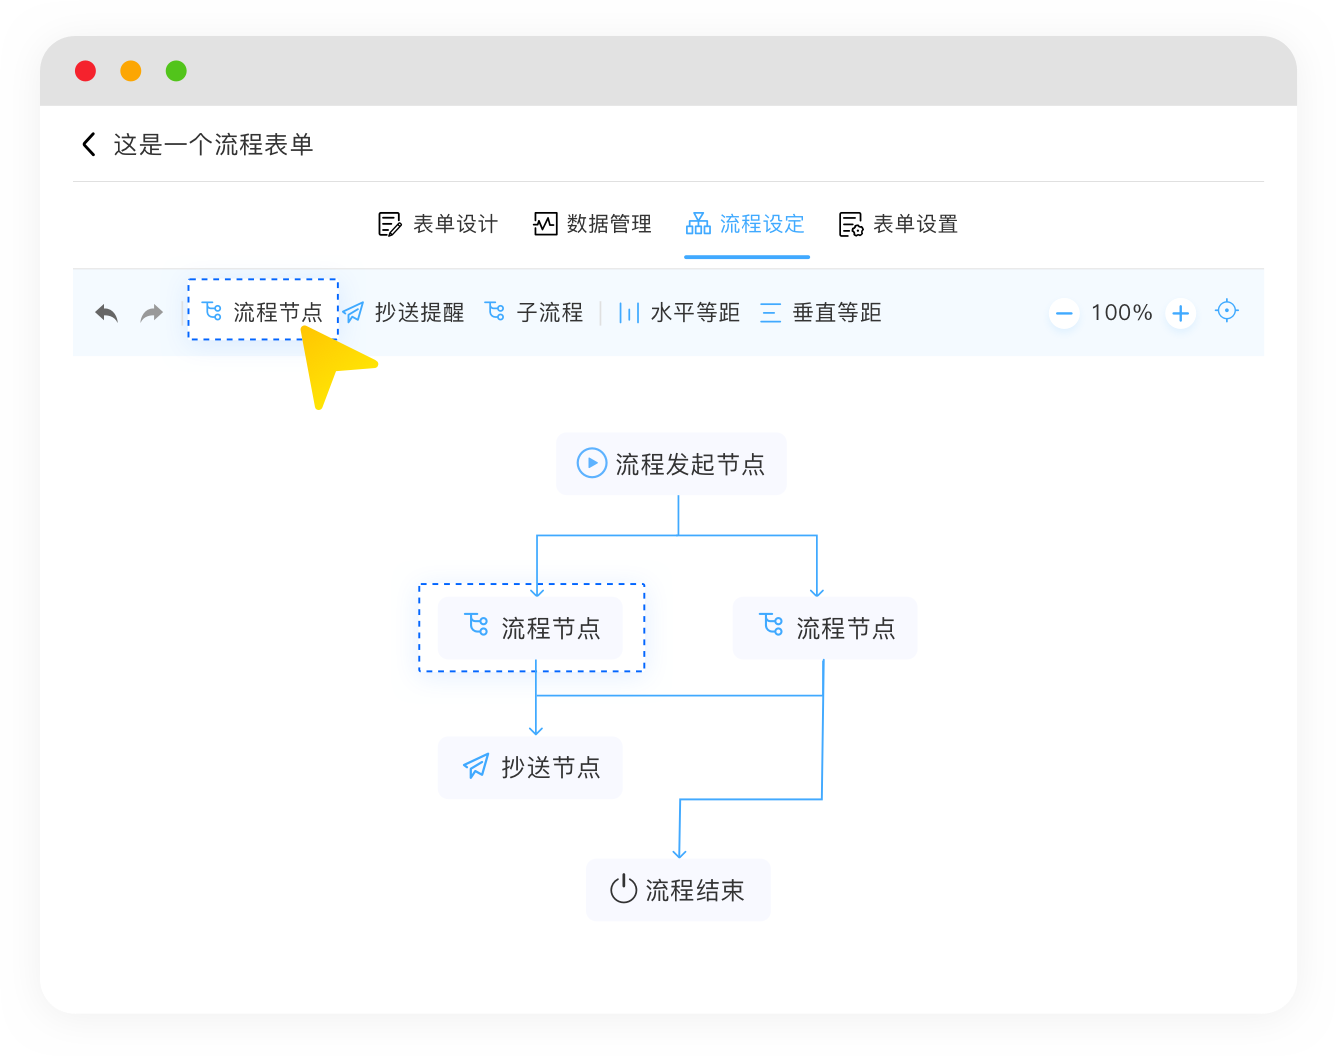 这是一个流程表单
表单设计 数据管理 流程设定 表单设置
流程节点 抄送提醒 子流程 水平等距 垂直等距 100%
流程发起节点
流程节点 流程节点
抄送节点
流程结束